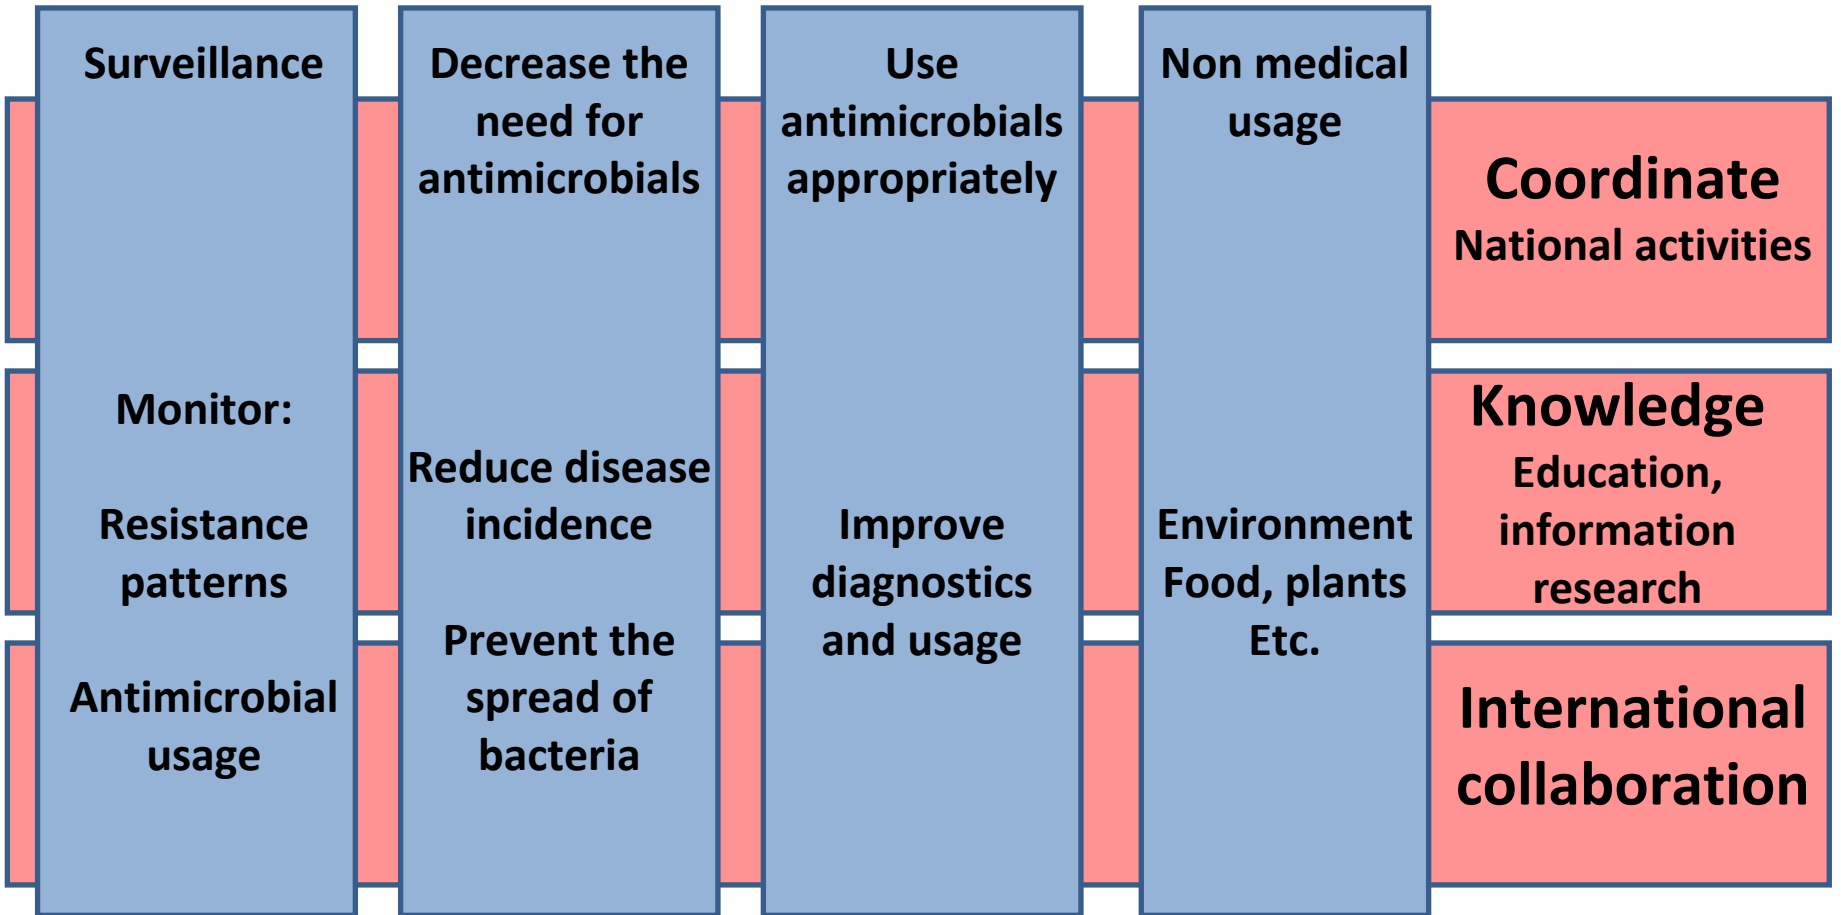 Surveillance
Monitor:
Resistance
patterns
Antimicrobial
usage
Decrease the
need for
antimicrobials
Reduce disease
incidence
Prevent the
spread of
bacteria
Use
antimicrobials
appropriately
Improve
diagnostics
and usage
Non medical
usage
Environment
Food, plants
Etc.
Coordinate
National activities
Knowledge
Education,
information
research
International
collaboration